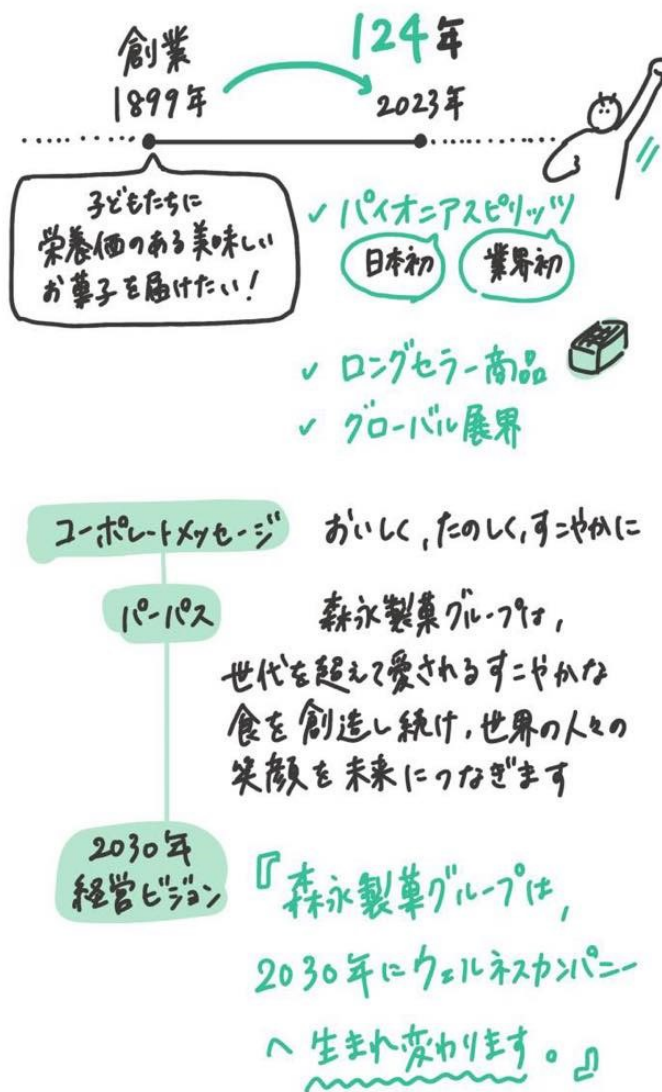 創業
1899年
124年
2023年
子どもたちに
栄養価のある美味しい
お菓子を届けたい!
✓ パイオニアスピリッツ
日本初 業界初
✓ ロングセラー商品
✓ グローバル展界
コーポレートメッセージ おいしく,たのしく,すこやかに
パーパス 森永製菓グループは,
世代を超えて愛されるすこやかな
食を創造し続け,世界の人々の
笑顔を未来につなぎます
2030年
経営ビジョン
『森永製菓グループは,
2030年にウェルネスカンパニー
へ生まれ変わります。』